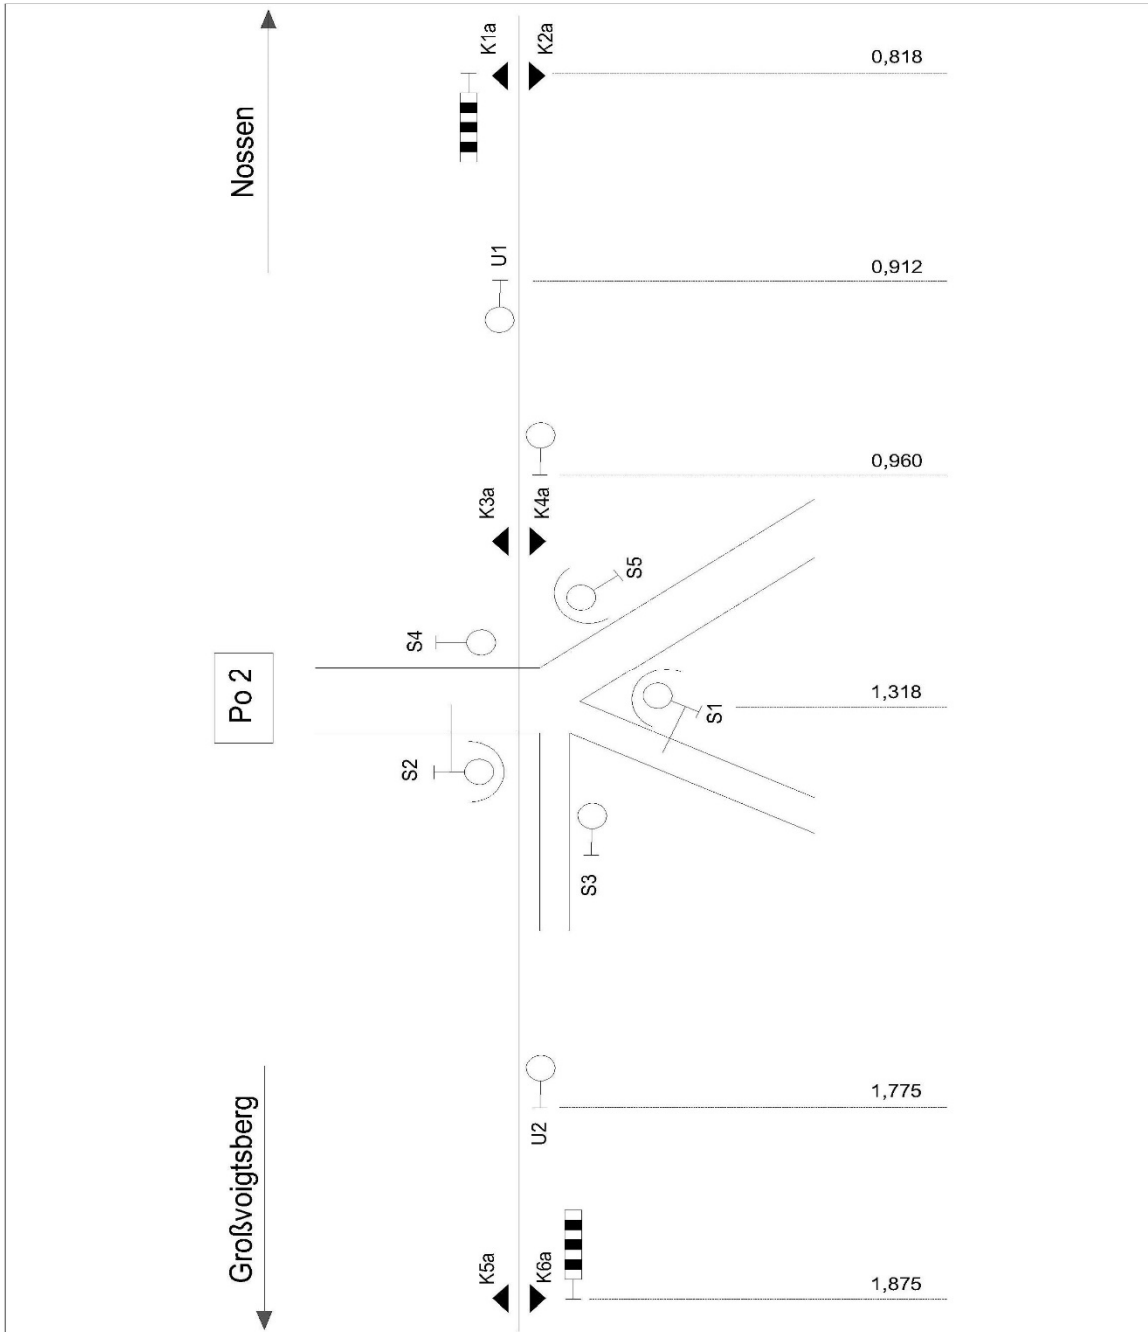 Nossen
K1a
K2a
0,818
U1
0,912
0,960
K3a
K4a
S5
S4
Po 2
S1
1,318
S2
S3
1,775
U2
Großvoigtsberg
K5a
K6a
1,875